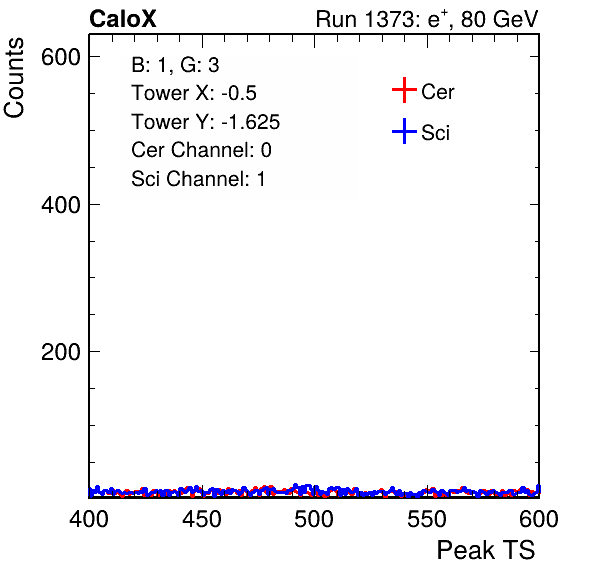 CaloX Run 1373: e+, 80 GeV
Counts
600
400
200
B: 1, G: 3
Tower X: -0.5
Tower Y: -1.625
Cer Channel: 0
Sci Channel: 1
Cer
Sci
400 450 500 550 600
Peak TS